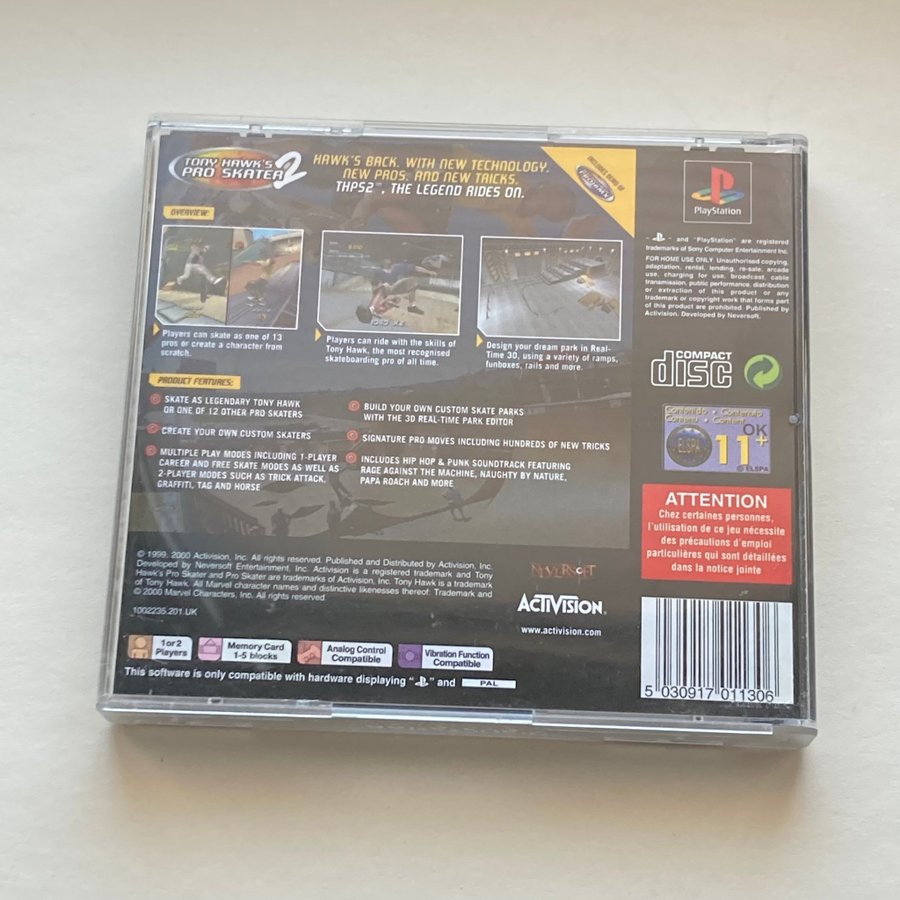 TONY HAWK'S
PRO SKATER 2
HAWK'S BACK. WITH NEW TECHNOLOGY.
NEW PROS. AND NEW TRICKS.
THPS2™, THE LEGEND RIDES ON.
INCLUDES DEMO OF
PlayStation
OVERVIEW:
Players can skate as one of 13
pros or create a character from
scratch.
Players can ride with the skills of
Tony Hawk, the most recognised
skateboarding pro of all time.
Design your dream park in Real-
Time 3D, using a variety of ramps,
funboxes, rails and more.
PRODUCT FEATURES:
SKATE AS LEGENDARY TONY HAWK
OR ONE OF 12 OTHER PRO SKATERS
CREATE YOUR OWN CUSTOM SKATERS
MULTIPLE PLAY MODES INCLUDING 1-PLAYER
CAREER AND FREE SKATE MODES AS WELL AS
2-PLAYER MODES SUCH AS TRICK ATTACK,
GRAFFITI, TAG AND HORSE
BUILD YOUR OWN CUSTOM SKATE PARKS
WITH THE 3D REAL-TIME PARK EDITOR
SIGNATURE PRO MOVES INCLUDING HUNDREDS OF NEW TRICKS
INCLUDES HIP HOP & PUNK SOUNDTRACK FEATURING
RAGE AGAINST THE MACHINE, NAUGHTY BY NATURE,
PAPA ROACH AND MORE
" " and "PlayStation" are registered
trademarks of Sony Computer Entertainment Inc.
FOR HOME USE ONLY. Unauthorised copying,
adaptation, rental, lending, re-sale, arcade
use, charging for use, broadcast, cable
transmission, public performance, distribution
or extraction of this product or any
trademark or copyright work that forms part
of this product are prohibited. Published by
Activision. Developed by Neversoft.
COMPACT
disc
Contenido • Contenuto
Contenu • Content
ELSPA
OK
11+
© ELSPA
ATTENTION
Chez certaines personnes,
l'utilisation de ce jeu nécessite
des précautions d'emploi
particulières qui sont détaillées
dans la notice jointe
© 1999, 2000 Activision, Inc. All rights reserved. Published and Distributed by Activision, Inc.
Developed by Neversoft Entertainment, Inc. Activision is a registered trademark and Tony
Hawk's Pro Skater and Pro Skater are trademarks of Activision, Inc. Tony Hawk is a trademark
of Tony Hawk. All Marvel character names and distinctive likenesses thereof: Trademark and
© 2000 Marvel Characters, Inc. All rights reserved.
1002235.201.UK
NEVERSOFT
ACTIVISION.
www.activision.com
1 or 2
Players
Memory Card
1-5 blocks
Analog Control
Compatible
Vibration Function
Compatible
This software is only compatible with hardware displaying " " and PAL
5 030917 011306